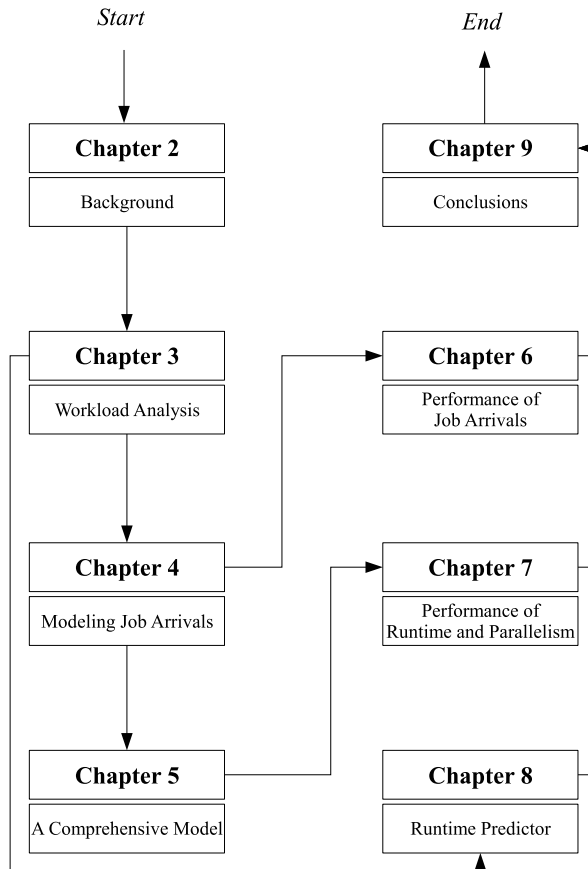 Start
End
Chapter 2
Background
Chapter 9
Conclusions
Chapter 3
Workload Analysis
Chapter 6
Performance of
Job Arrivals
Chapter 4
Modeling Job Arrivals
Chapter 7
Performance of
Runtime and Parallelism
Chapter 5
A Comprehensive Model
Chapter 8
Runtime Predictor